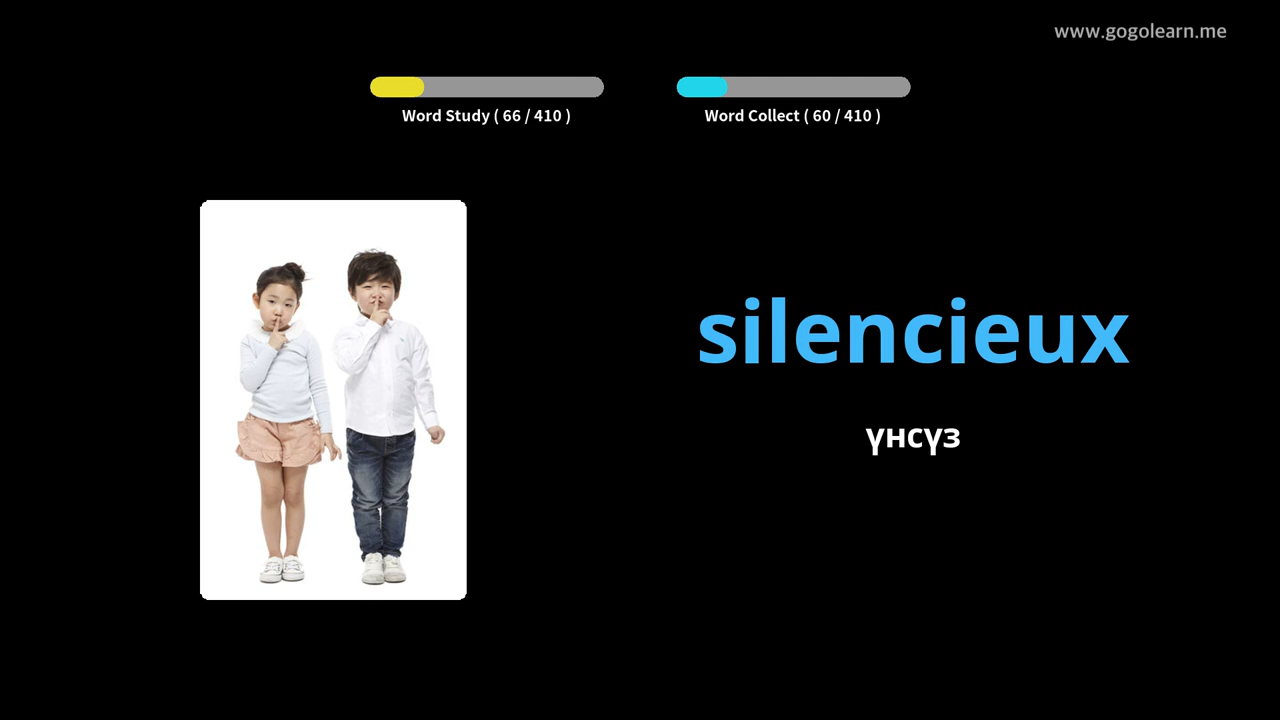 www.gogolearn.me
Word Study ( 66 / 410 )
Word Collect ( 60 / 410 )
silencieux
үнсүз